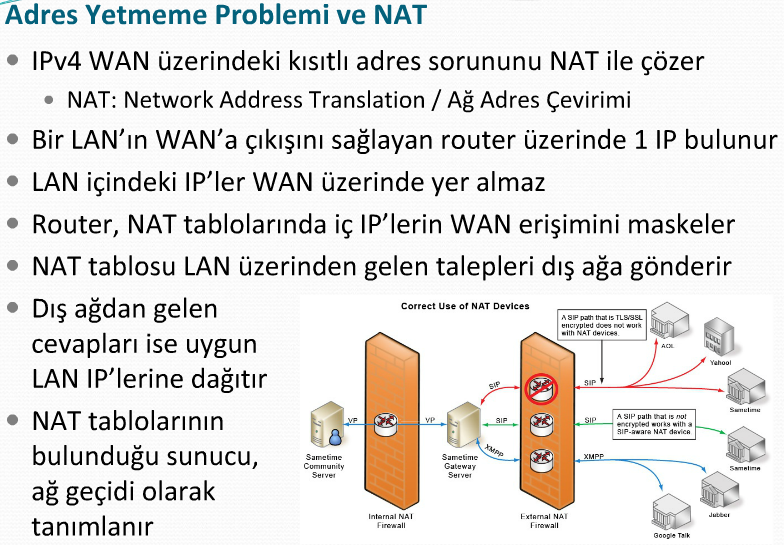 Adres Yetmeme Problemi ve NAT
IPv4 WAN üzerindeki kısıtlı adres sorununu NAT ile çözer
NAT: Network Address Translation / Ağ Adres Çevirimi
Bir LAN’ın WAN’a çıkışını sağlayan router üzerinde 1 IP bulunur
LAN içindeki IP’ler WAN üzerinde yer almaz
Router, NAT tablolarında iç IP’lerin WAN erişimini maskeler
NAT tablosu LAN üzerinden gelen talepleri dış ağa gönderir
Dış ağdan gelen
cevapları ise uygun
LAN IP’lerine dağıtır
NAT tablolarının
bulunduğu sunucu,
ağ geçidi olarak
tanımlanır
Correct Use of NAT Devices
A SIP path that is TLS/SSL
encrypted does not work
with NAT devices.
AOL
Yahoo!
SIP
SIP
Sametime
VP
VP
SIP
SIP
A SIP path that is not
encrypted works with a
SIP-aware NAT device.
Sametime
XMPP
XMPP
Sametime
Community
Server
Sametime
Gateway
Server
Jabber
Google Talk
Internal NAT
Firewall
External NAT
Firewall